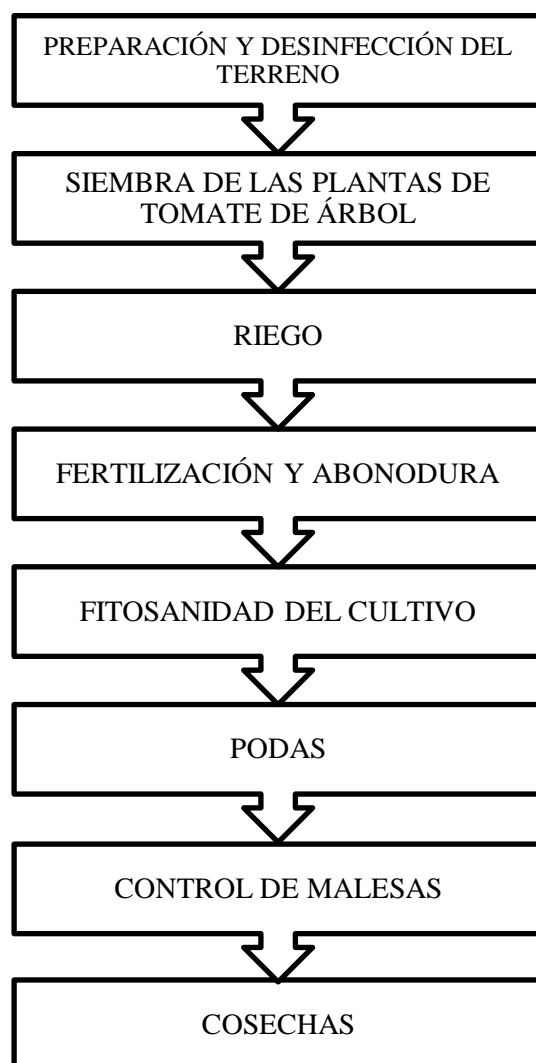 PREPARACIÓN Y DESINFECCIÓN DEL
TERRENO
SIEMBRA DE LAS PLANTAS DE
TOMATE DE ÁRBOL
RIEGO
FERTILIZACIÓN Y ABONODURA
FITOSANIDAD DEL CULTIVO
PODAS
CONTROL DE MALESAS
COSECHAS